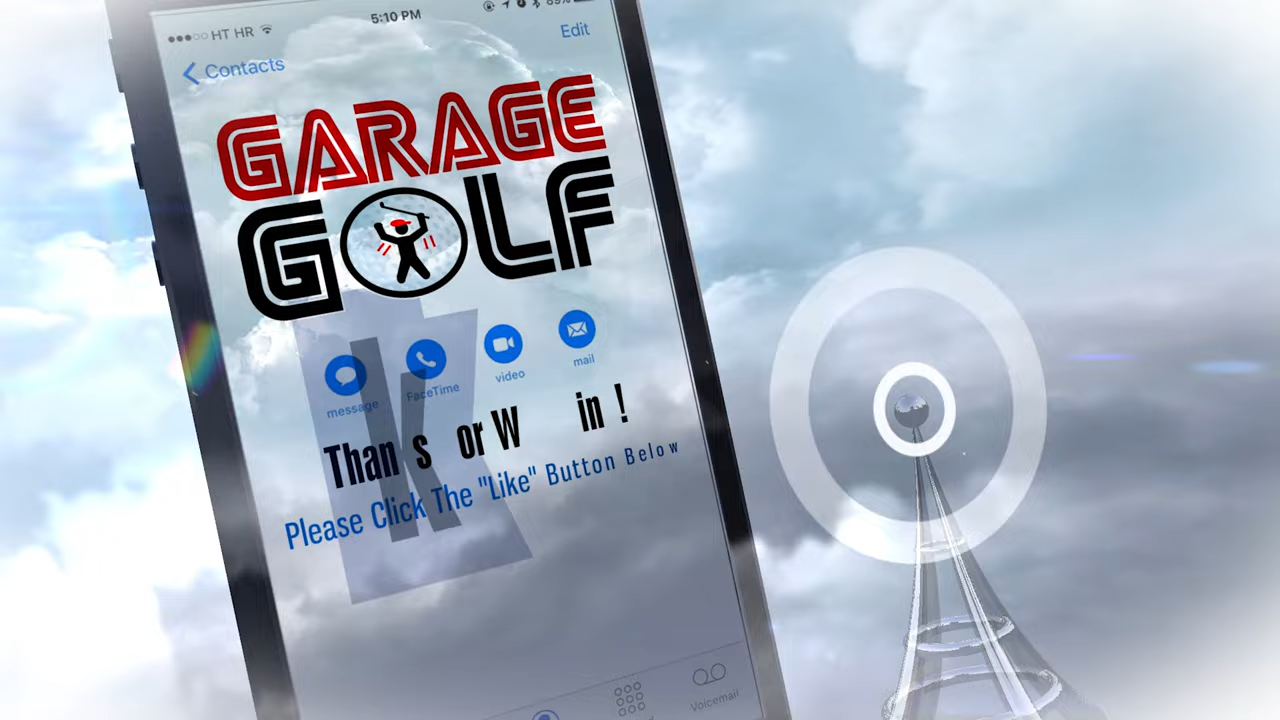 HT HR 5:10 PM 89%
Contacts Edit
GARAGE
GOLF
message FaceTime video mail
k
Than s or W in !
Please Click The "Like" Button Below
Voicemail